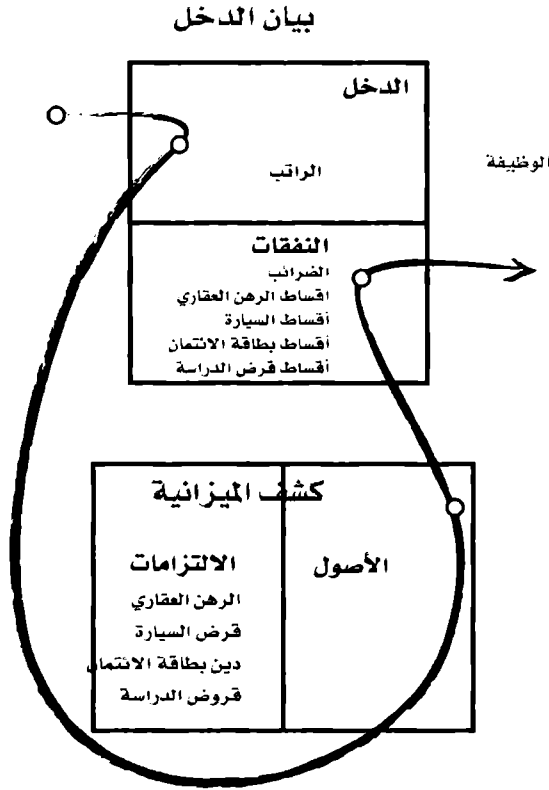 بيان الدخل
الدخل
الوظيفة
الراتب
النفقات
الضرائب
اقساط الرهن العقاري
أقساط السيارة
أقساط بطاقة الائتمان
أقساط قرض الدراسة
كشف الميزانية
الأصول
الالتزامات
الرهن العقاري
قرض السيارة
دين بطاقة الائتمان
قروض الدراسة